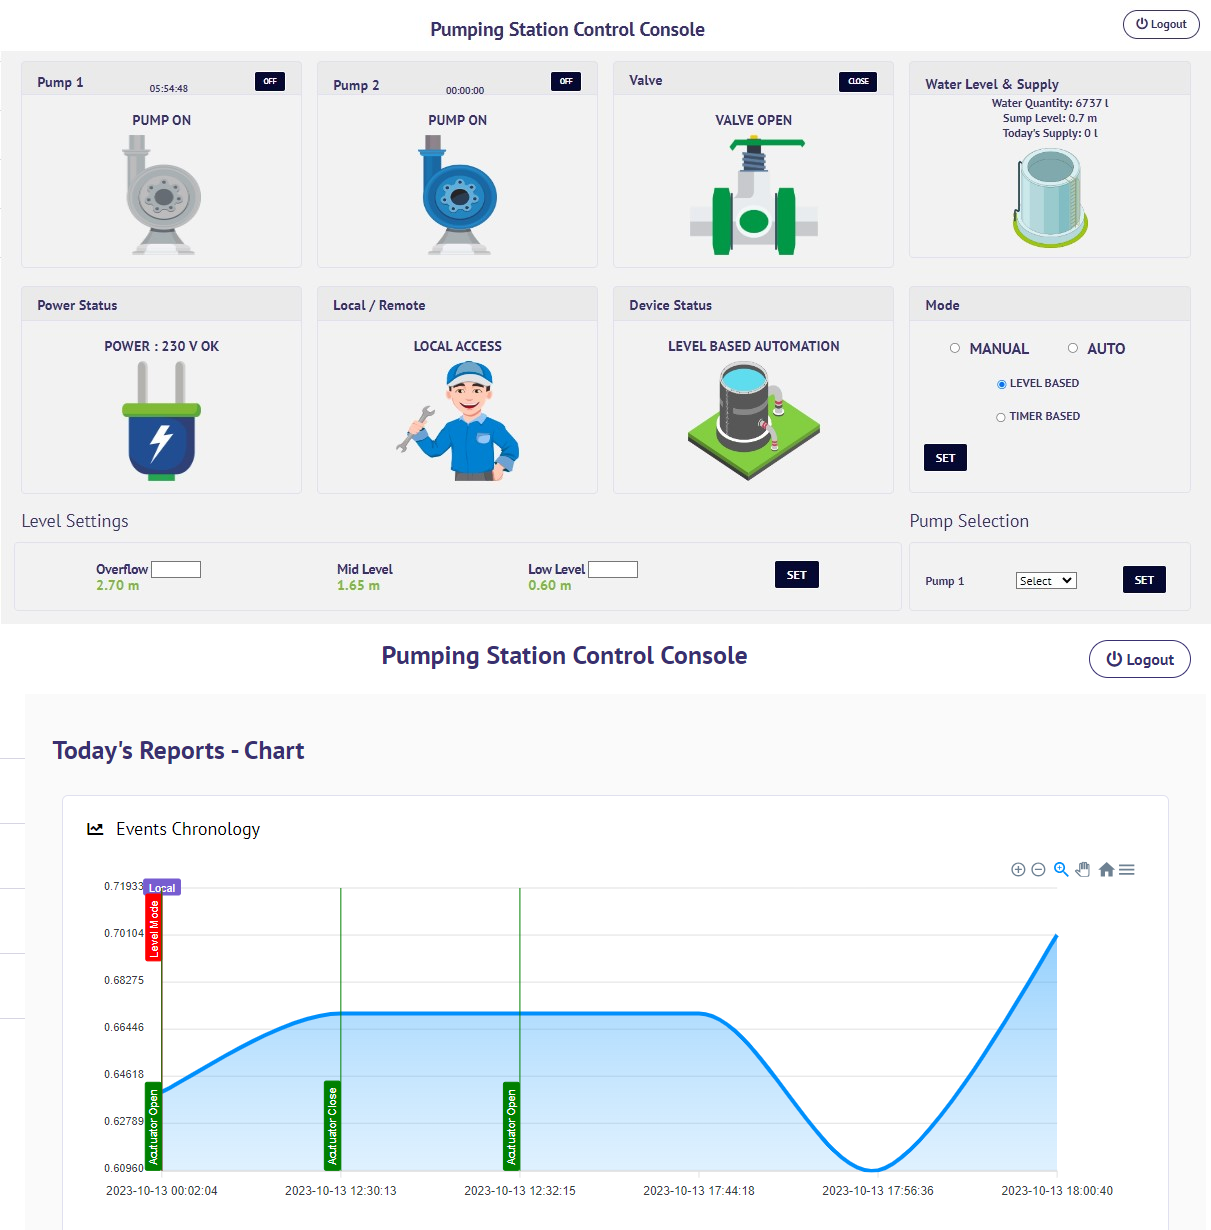 Pumping Station Control Console
Logout
Pump 1
05:54:48
OFF
PUMP ON
Pump 2
00:00:00
OFF
PUMP ON
Valve
CLOSE
VALVE OPEN
Water Level & Supply
Water Quantity: 6737 l
Sump Level: 0.7 m
Today's Supply: 0 l
Power Status
POWER : 230 V OK
Local / Remote
LOCAL ACCESS
Device Status
LEVEL BASED AUTOMATION
Mode
MANUAL
AUTO
LEVEL BASED
TIMER BASED
SET
Level Settings
Overflow
2.70 m
Mid Level
1.65 m
Low Level
0.60 m
SET
Pump Selection
Pump 1
Select
SET
Pumping Station Control Console
Logout
Today's Reports - Chart
Events Chronology
0.71933
0.70104
0.68275
0.66446
0.64618
0.62789
0.60960
Local
Level Mode
Acutuator Open
Acutuator Close
Acutuator Open
2023-10-13 00:02:04
2023-10-13 12:30:13
2023-10-13 12:32:15
2023-10-13 17:44:18
2023-10-13 17:56:36
2023-10-13 18:00:40